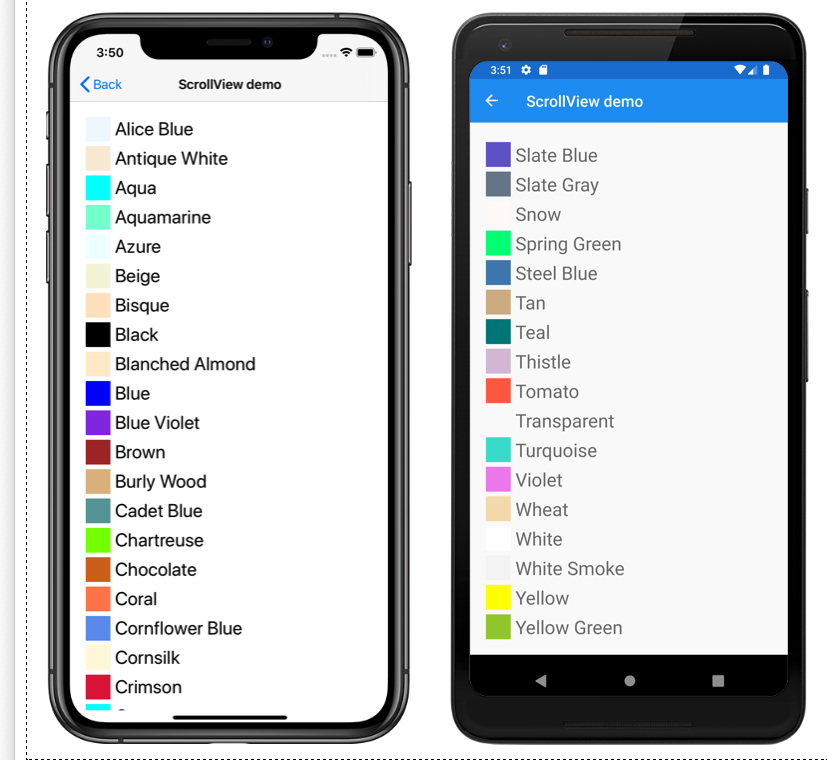 3:50
Back
ScrollView demo
Alice Blue
Antique White
Aqua
Aquamarine
Azure
Beige
Bisque
Black
Blanched Almond
Blue
Blue Violet
Brown
Burly Wood
Cadet Blue
Chartreuse
Chocolate
Coral
Cornflower Blue
Cornsilk
Crimson
3:51
ScrollView demo
Slate Blue
Slate Gray
Snow
Spring Green
Steel Blue
Tan
Teal
Thistle
Tomato
Transparent
Turquoise
Violet
Wheat
White
White Smoke
Yellow
Yellow Green